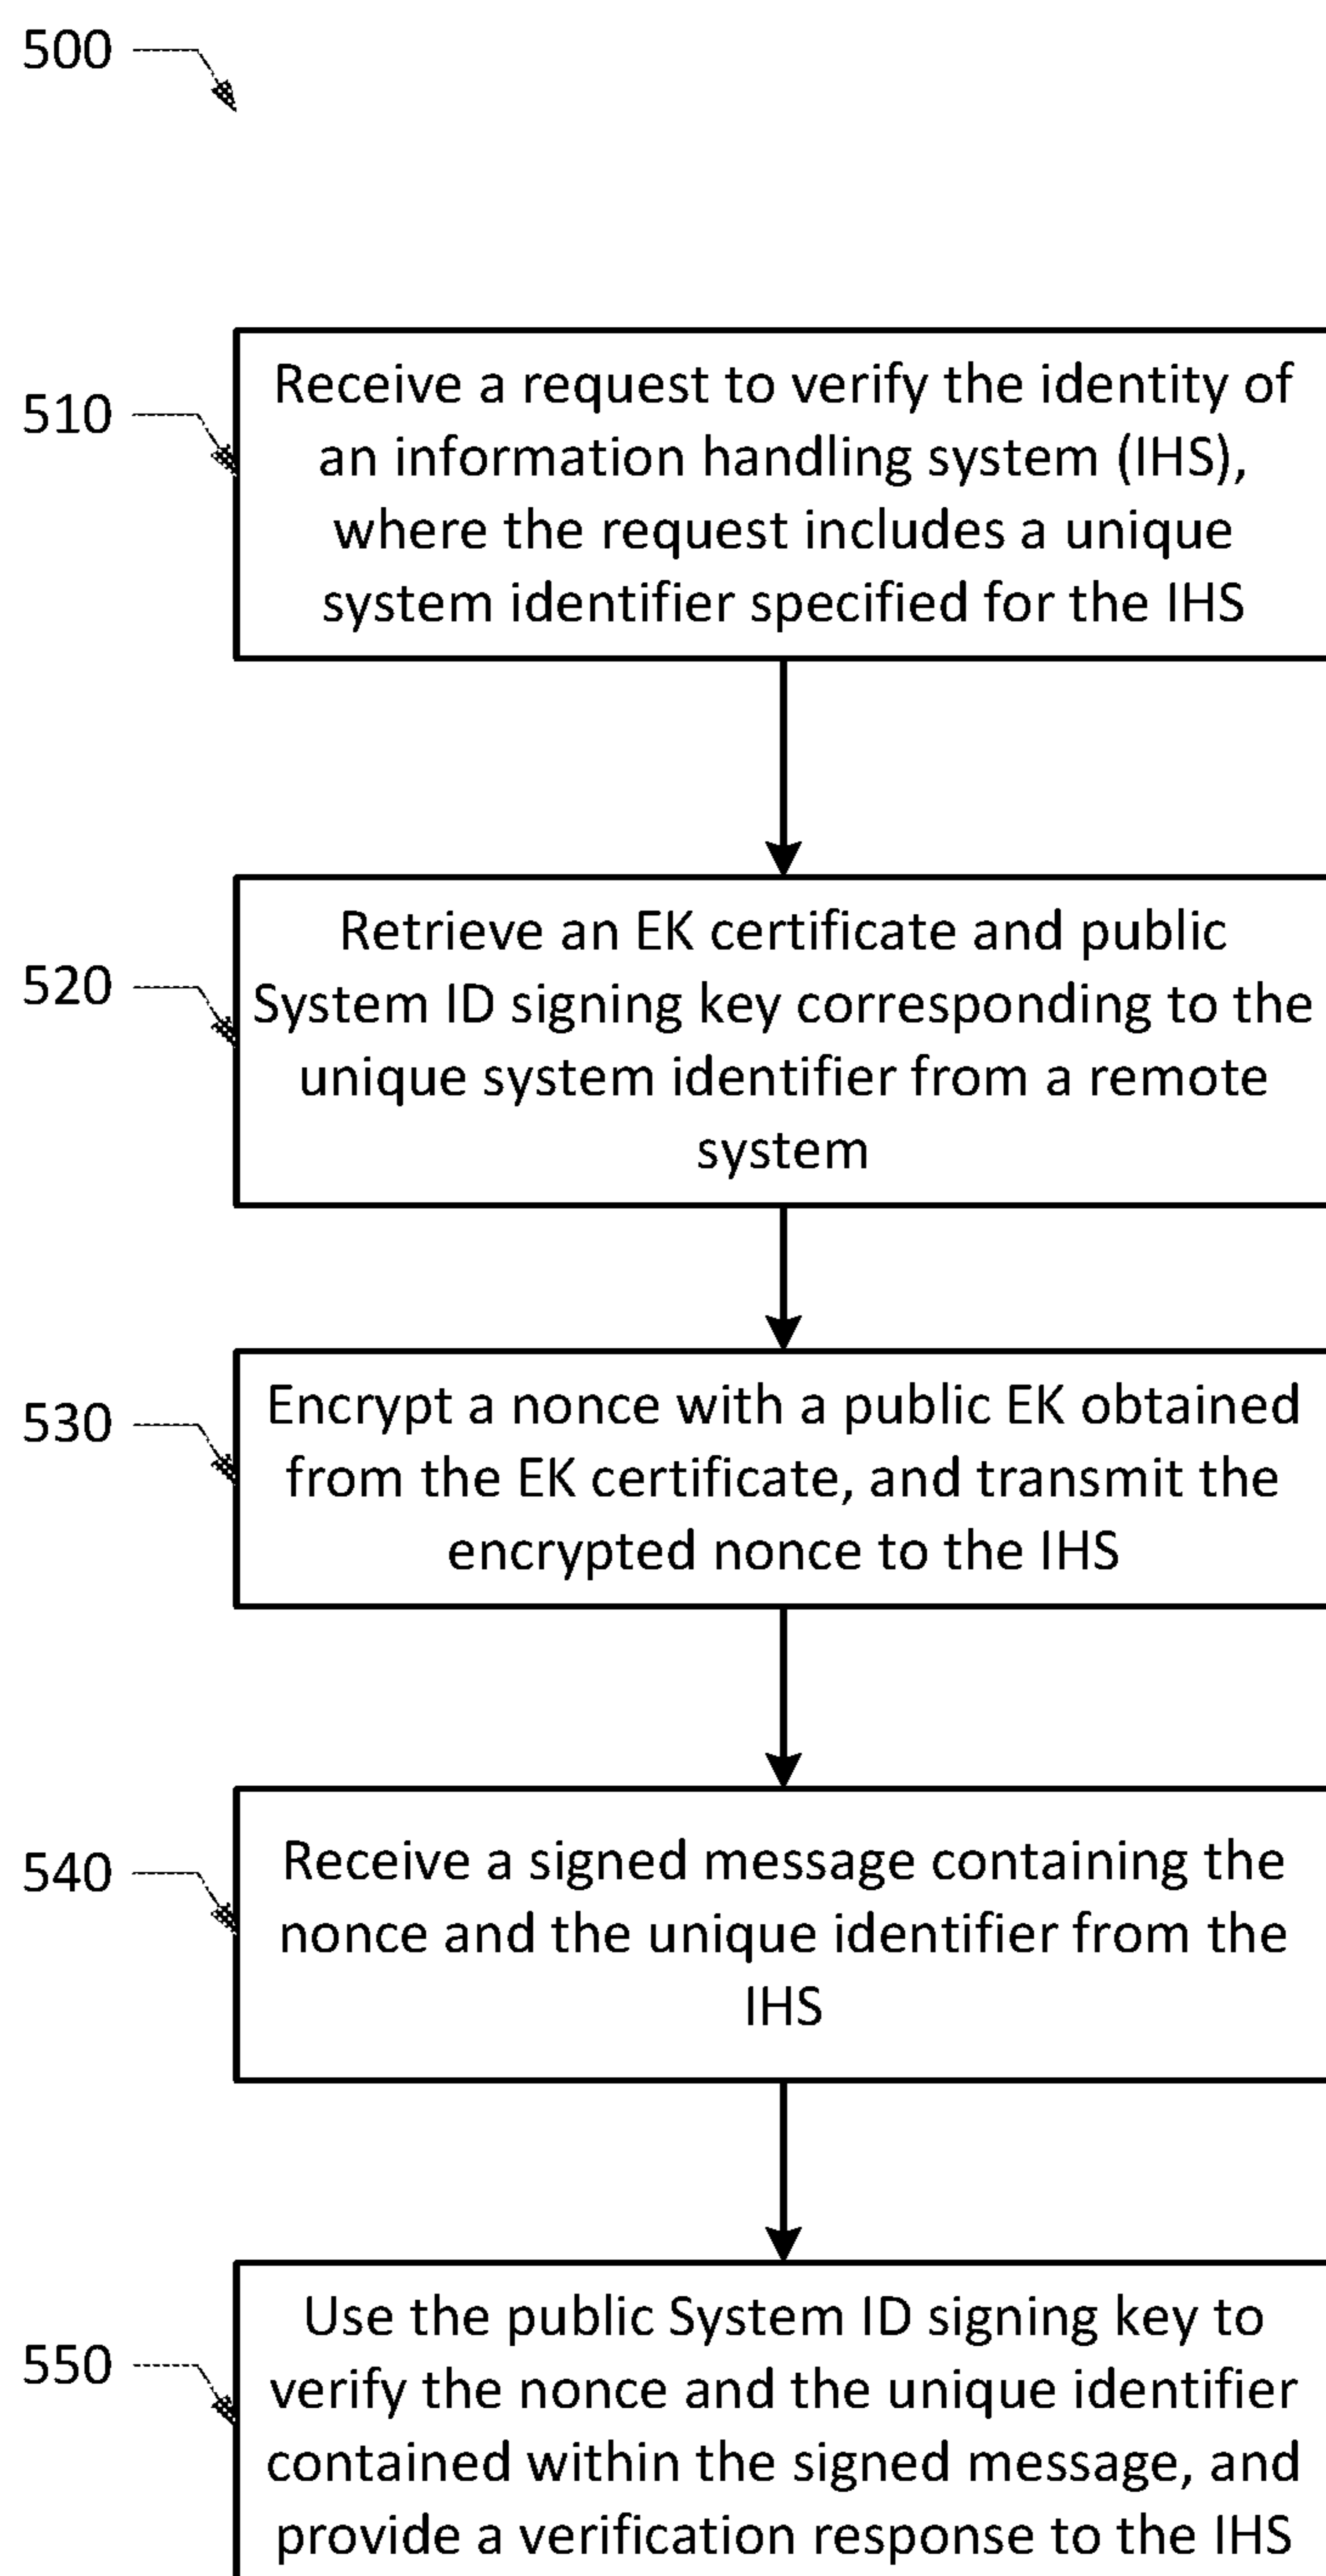 500
510
Receive a request to verify the identity of
an information handling system (IHS),
where the request includes a unique
system identifier specified for the IHS
520
Retrieve an EK certificate and public
System ID signing key corresponding to the
unique system identifier from a remote
system
530
Encrypt a nonce with a public EK obtained
from the EK certificate, and transmit the
encrypted nonce to the IHS
540
Receive a signed message containing the
nonce and the unique identifier from the
IHS
550
Use the public System ID signing key to
verify the nonce and the unique identifier
contained within the signed message, and
provide a verification response to the IHS